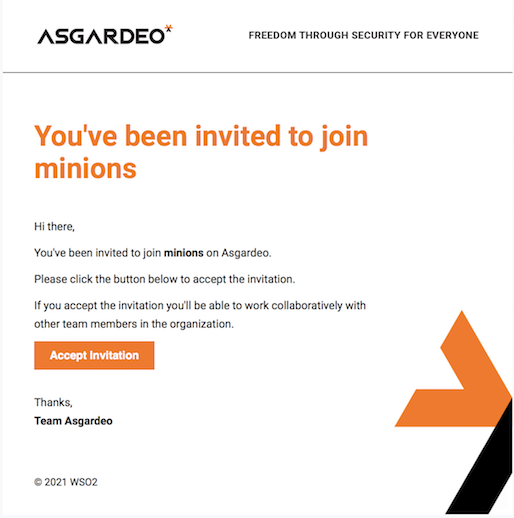 ASGARDEO
FREEDOM THROUGH SECURITY FOR EVERYONE
You've been invited to join
minions
Hi there,
You've been invited to join minions on Asgardeo.
Please click the button below to accept the invitation.
If you accept the invitation you'll be able to work collaboratively with
other team members in the organization.
Accept Invitation
Thanks,
Team Asgardeo
© 2021 WSO2